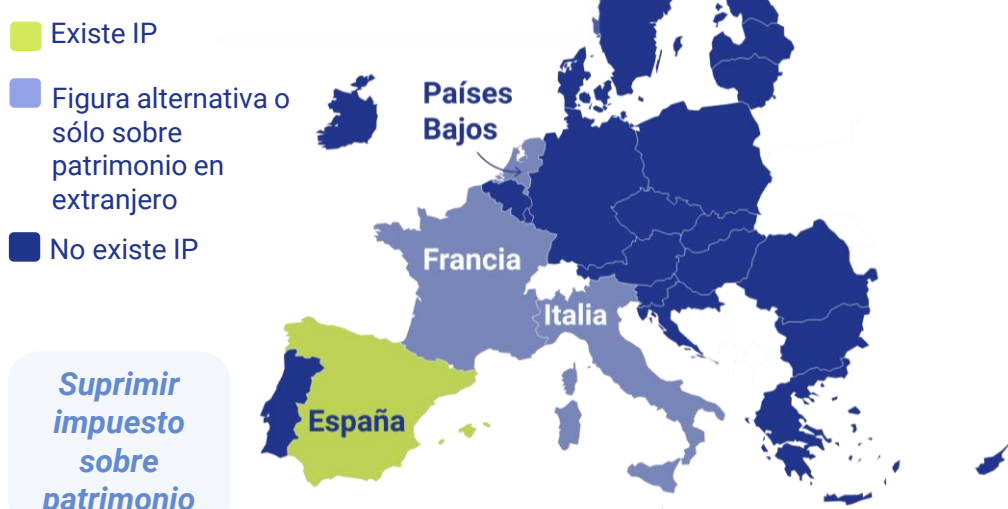 Existe IP
Figura alternativa o
sólo sobre
patrimonio en
extranjero
No existe IP
Países
Bajos
Francia
Italia
España
Suprimir
impuesto
sobre
patrimonio